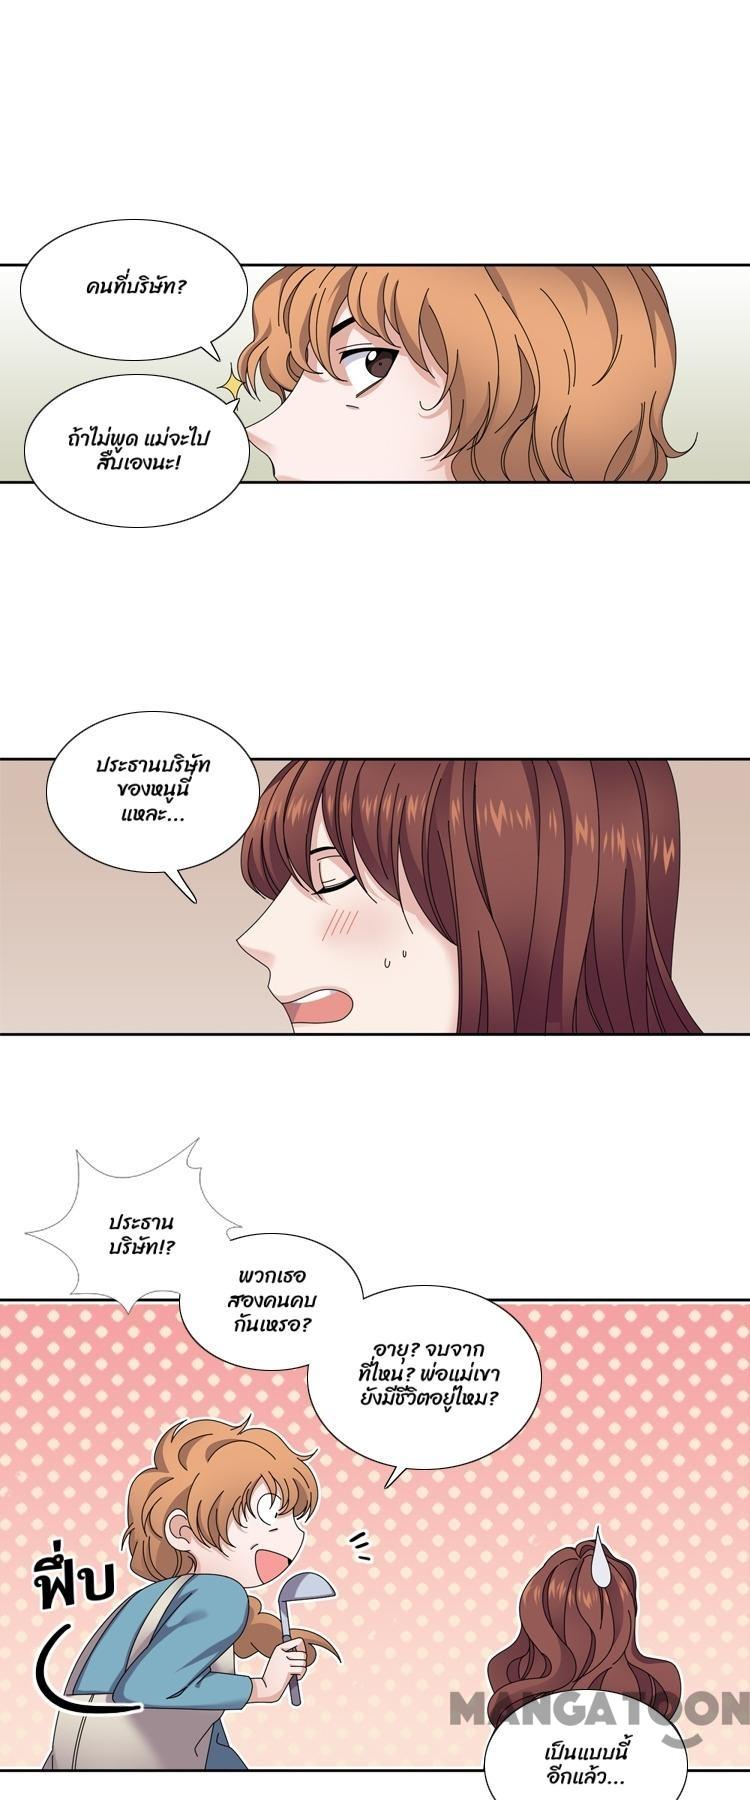 คนที่บริษัท?
ถ้าไม่พูด แม่จะไป
สืบเองนะ!
ประธานบริษัท
ของหนูนี่
แหละ...
ประธาน
บริษัท!?
พวกเธอ
สองคนคบ
กันเหรอ?
อายุ? จบจาก
ที่ไหน? พ่อแม่เขา
ยังมีชีวิตอยู่ไหม?
ฟึ่บ
MANGATOON
เป็นแบบนี้
อีกแล้ว...